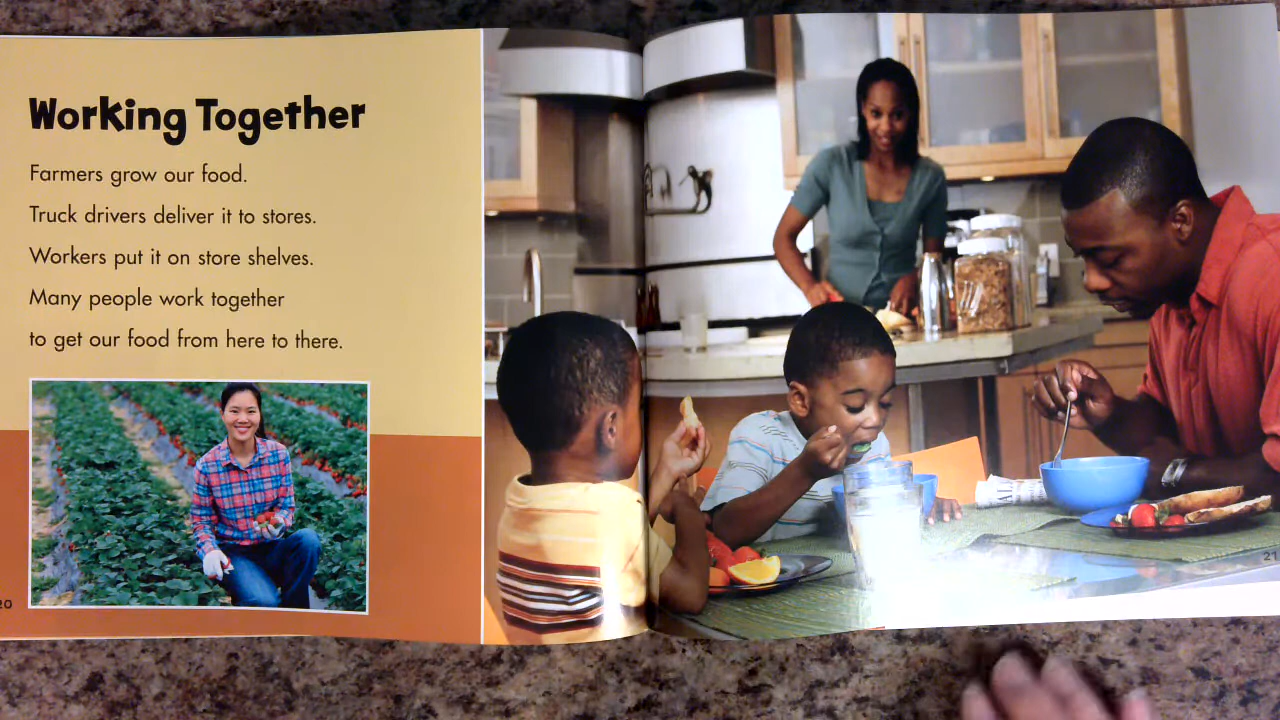 Working Together
Farmers grow our food.
Truck drivers deliver it to stores.
Workers put it on store shelves.
Many people work together
to get our food from here to there.
20
21